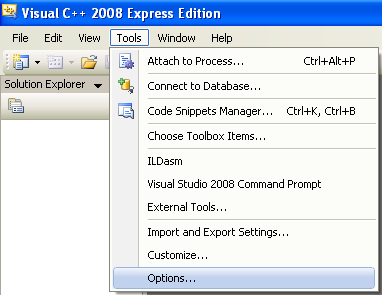 Visual C++ 2008 Express Edition
File Edit View Tools Window Help
Attach to Process... Ctrl+Alt+P
Solution Explorer
Connect to Database...
Code Snippets Manager... Ctrl+K, Ctrl+B
Choose Toolbox Items...
ILDasm
Visual Studio 2008 Command Prompt
External Tools...
Import and Export Settings...
Customize...
Options...